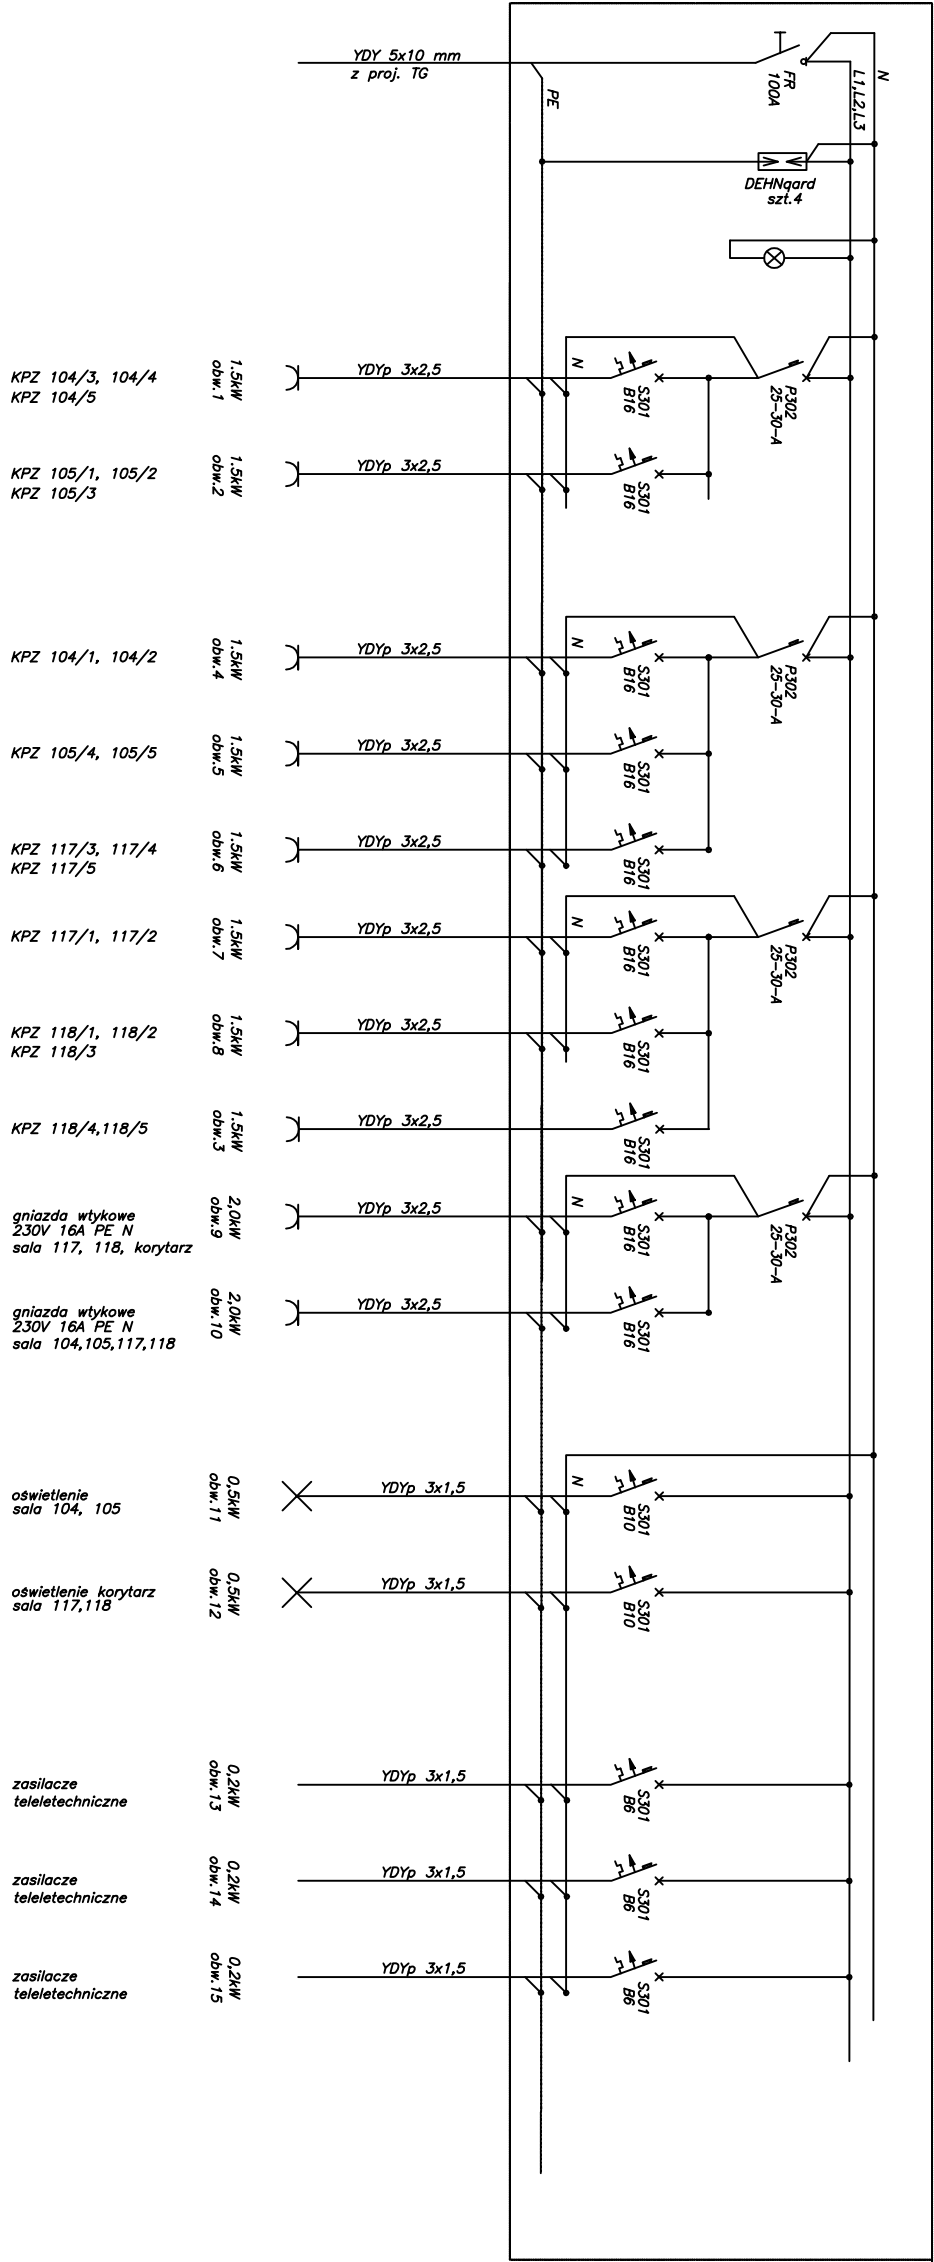 YDY 5x10 mm
z proj. TG
PE
FR
100A
L1,L2,L3
N
DEHNqard
szt.4
KPZ 104/3, 104/4
KPZ 104/5
1.5kW
obw.1
YDYp 3x2,5
N
S301
B16
P302
25-30-A
KPZ 105/1, 105/2
KPZ 105/3
1.5kW
obw.2
YDYp 3x2,5
S301
B16
KPZ 104/1, 104/2
1.5kW
obw.4
YDYp 3x2,5
N
S301
B16
P302
25-30-A
KPZ 105/4, 105/5
1.5kW
obw.5
YDYp 3x2,5
S301
B16
KPZ 117/3, 117/4
KPZ 117/5
1.5kW
obw.6
YDYp 3x2,5
S301
B16
KPZ 117/1, 117/2
1.5kW
obw.7
YDYp 3x2,5
N
S301
B16
P302
25-30-A
KPZ 118/1, 118/2
KPZ 118/3
1.5kW
obw.8
YDYp 3x2,5
S301
B16
KPZ 118/4,118/5
1.5kW
obw.3
YDYp 3x2,5
S301
B16
gniazda wtykowe
230V 16A PE N
sala 117, 118, korytarz
2,0kW
obw.9
YDYp 3x2,5
N
S301
B16
P302
25-30-A
gniazda wtykowe
230V 16A PE N
sala 104,105,117,118
2,0kW
obw.10
YDYp 3x2,5
S301
B16
oświetlenie
sala 104, 105
0,5kW
obw.11
YDYp 3x1,5
N
S301
B10
oświetlenie korytarz
sala 117,118
0,5kW
obw.12
YDYp 3x1,5
S301
B10
zasilacze
teleletechniczne
0,2kW
obw.13
YDYp 3x1,5
S301
B6
zasilacze
teleletechniczne
0,2kW
obw.14
YDYp 3x1,5
S301
B6
zasilacze
teleletechniczne
0,2kW
obw.15
YDYp 3x1,5
S301
B6